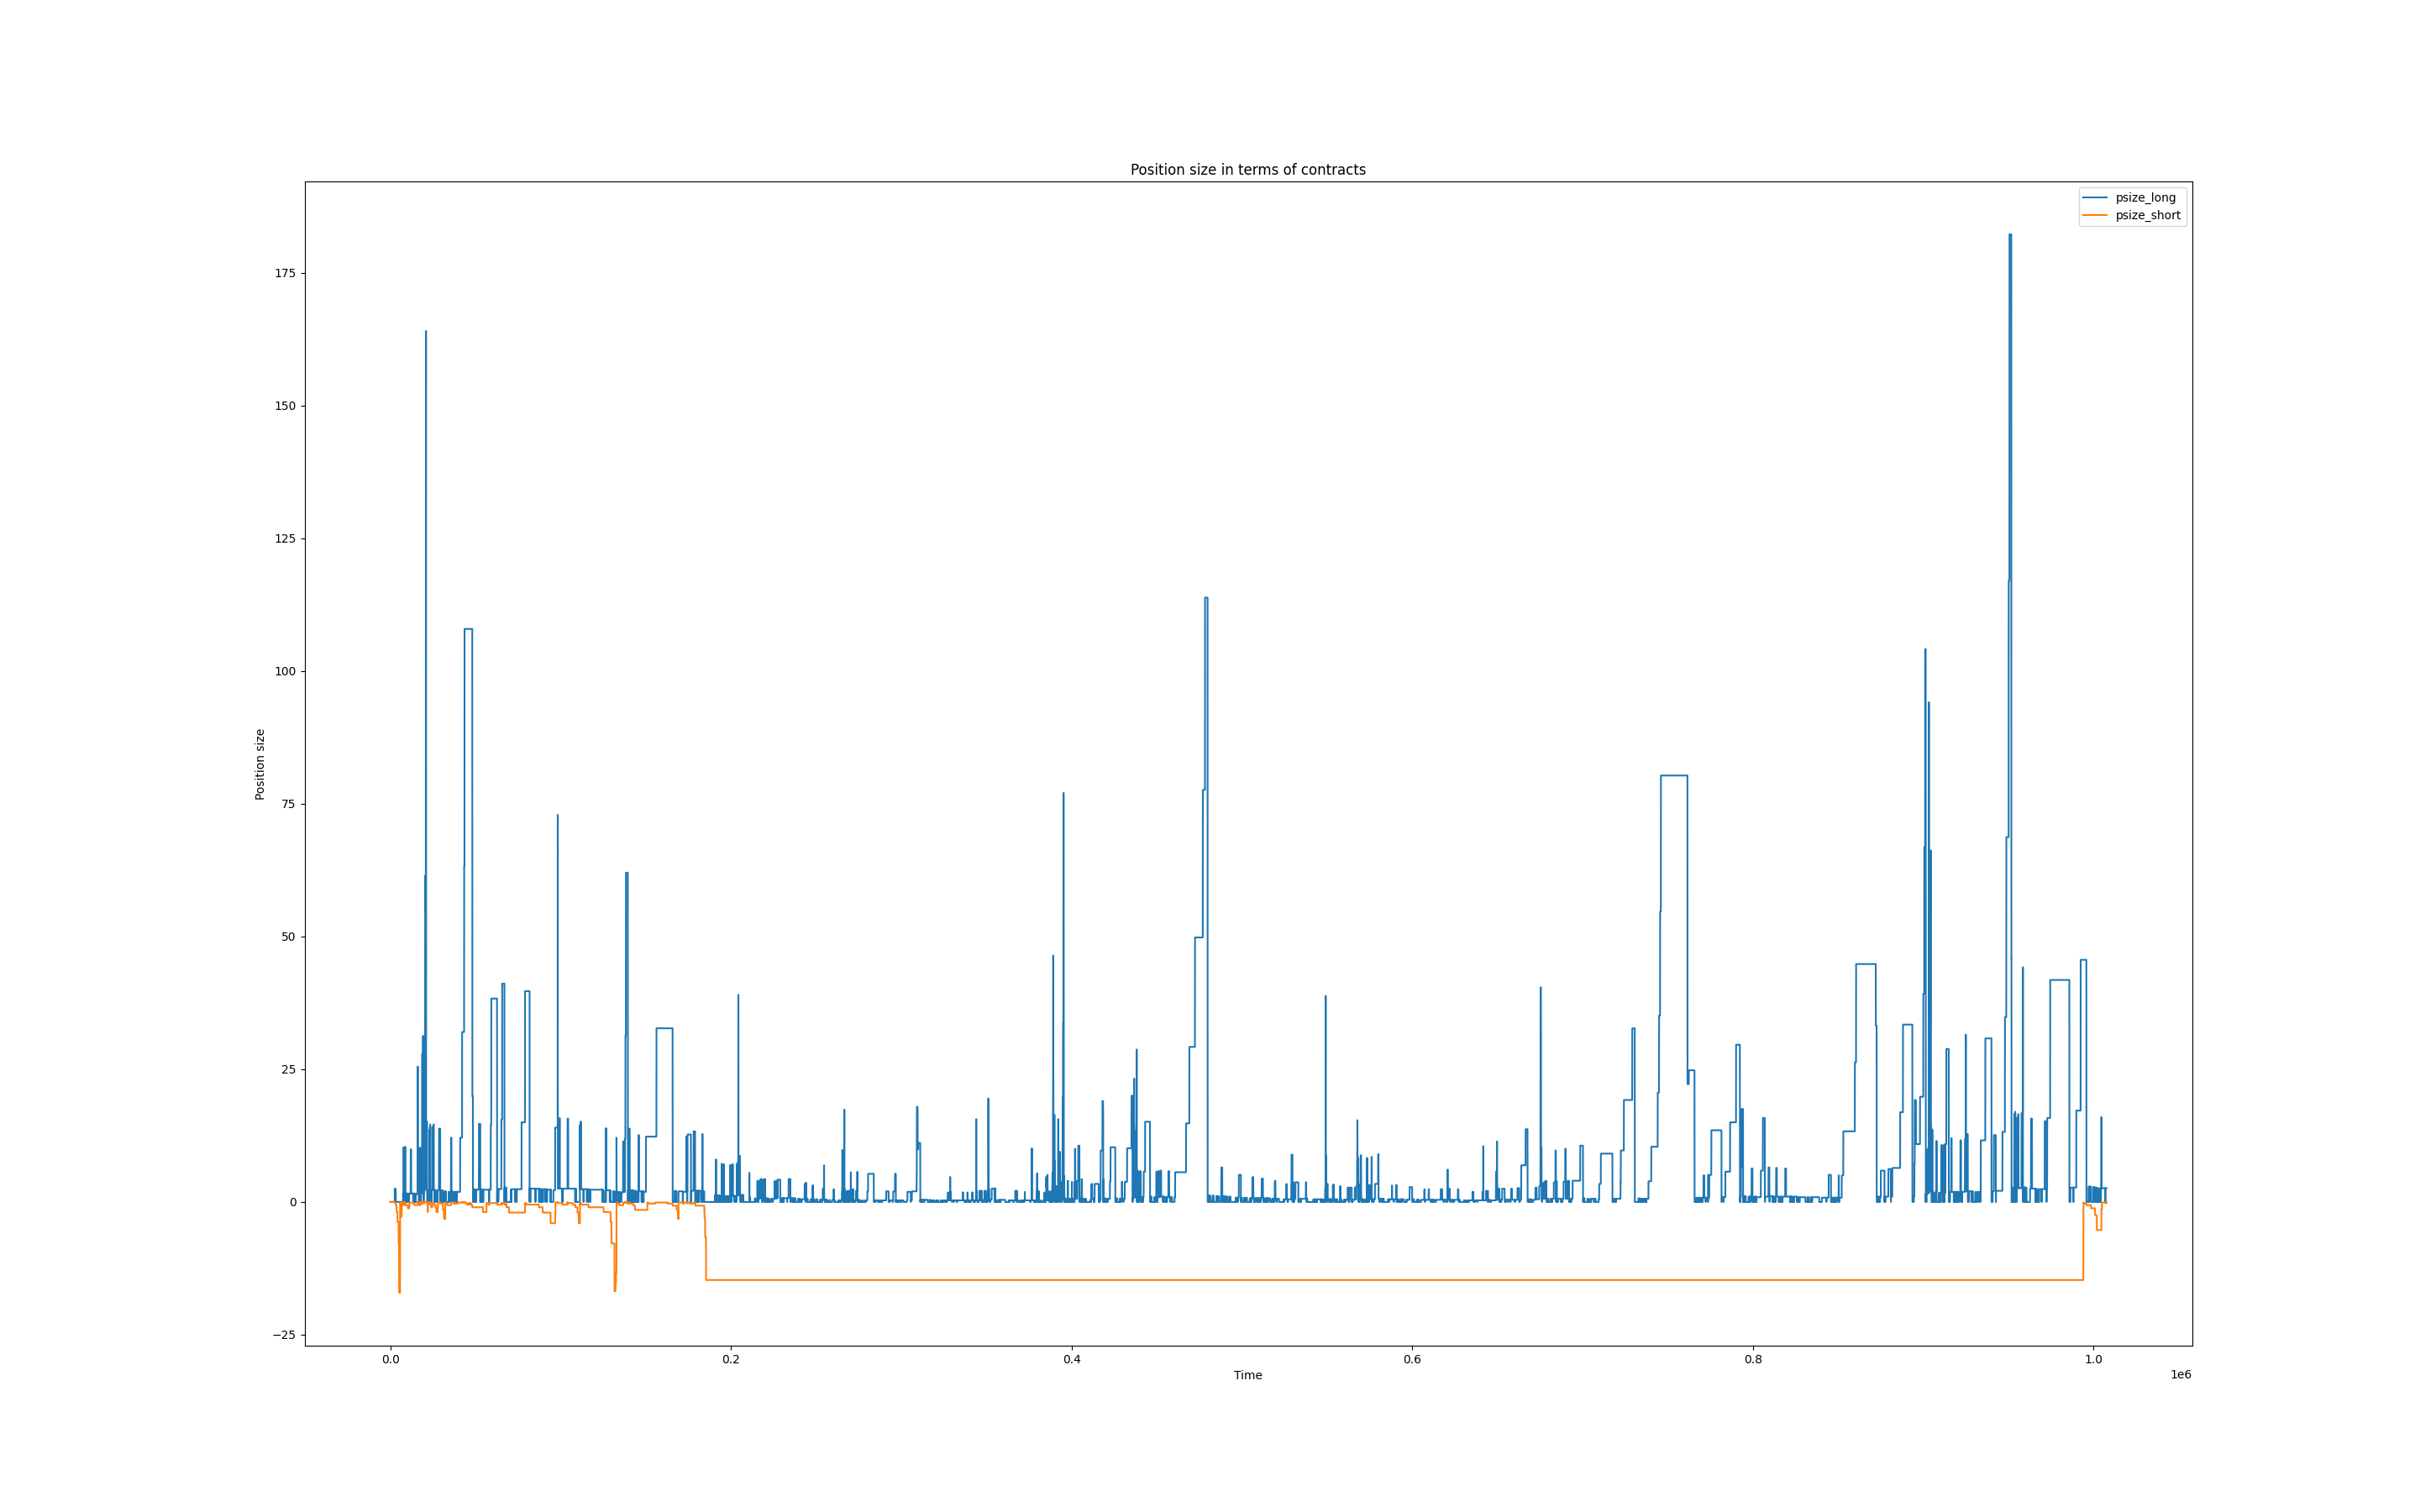 Position size in terms of contracts
psize_long
psize_short
175
150
125
100
75
50
25
0
−25
Position size
0.0
0.2
0.4
0.6
0.8
1.0
1e6
Time